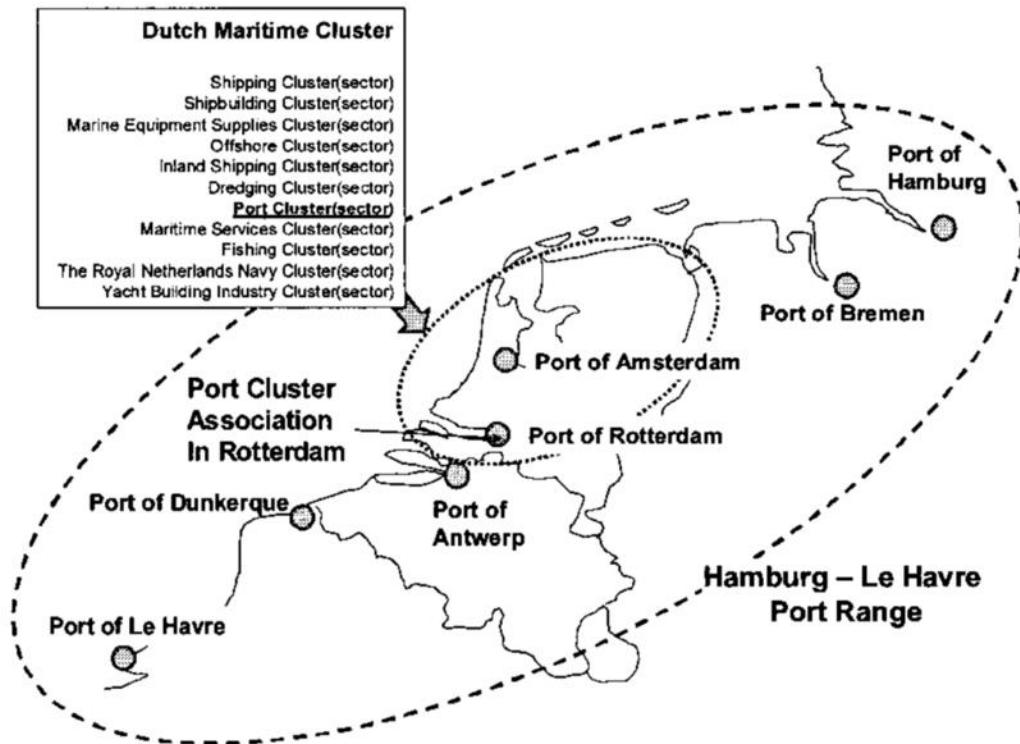 Dutch Maritime Cluster
Shipping Cluster(sector)
Shipbuilding Cluster(sector)
Marine Equipment Supplies Cluster(sector)
Offshore Cluster(sector)
Inland Shipping Cluster(sector)
Dredging Cluster(sector)
Port Cluster(sector)
Maritime Services Cluster(sector)
Fishing Cluster(sector)
The Royal Netherlands Navy Cluster(sector)
Yacht Building Industry Cluster(sector)
Port of
Hamburg
Port of Bremen
Port of Amsterdam
Port Cluster
Association
In Rotterdam
Port of Rotterdam
Port of Dunkerque
Port of
Antwerp
Hamburg – Le Havre
Port Range
Port of Le Havre